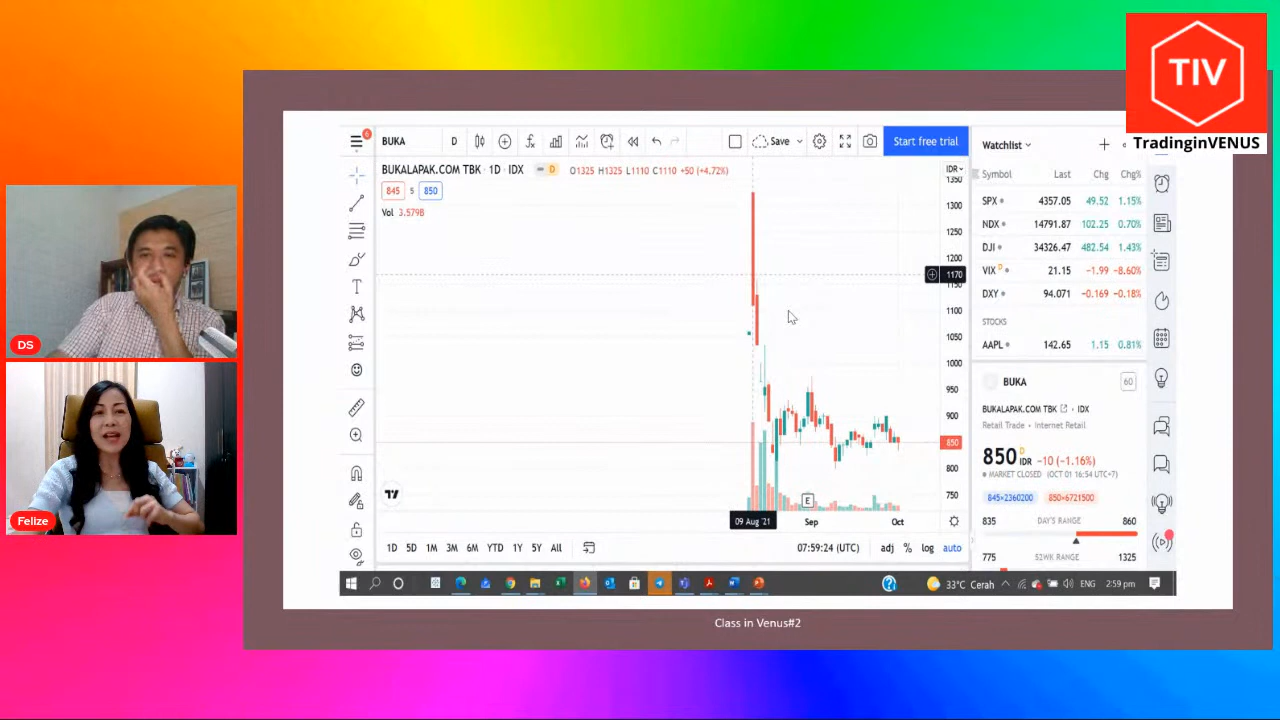 TIV
TradinginVENUS
DS
Felize
6
BUKA
D
Save
Start free trial
BUKALAPAK.COM TBK · 1D · IDX
D
O1325 H1325 L1110 C1110 +50 (+4.72%)
845 5 850
Vol 3.579B
IDR
1350
1300
1250
1200
1170
1150
1100
1050
1000
950
900
850
800
750
E
09 Aug '21
Sep
Oct
1D 5D 1M 3M 6M YTD 1Y 5Y All
07:59:24 (UTC)
adj % log auto
Watchlist
Symbol Last Chg Chg%
SPX 4357.05 49.52 1.15%
NDX 14791.87 102.25 0.70%
DJI 34326.47 482.54 1.43%
VIX D 21.15 −1.99 −8.60%
DXY 94.071 −0.169 −0.18%
STOCKS
AAPL 142.65 1.15 0.81%
BUKA
60
BUKALAPAK.COM TBK · IDX
Retail Trade · Internet Retail
850 D IDR −10 (−1.16%)
MARKET CLOSED (OCT 01 16:54 UTC+7)
845×2360200 850×6721500
835 DAY'S RANGE 860
775 52WK RANGE 1325
33°C Cerah
ENG
2:59 pm
Class in Venus#2